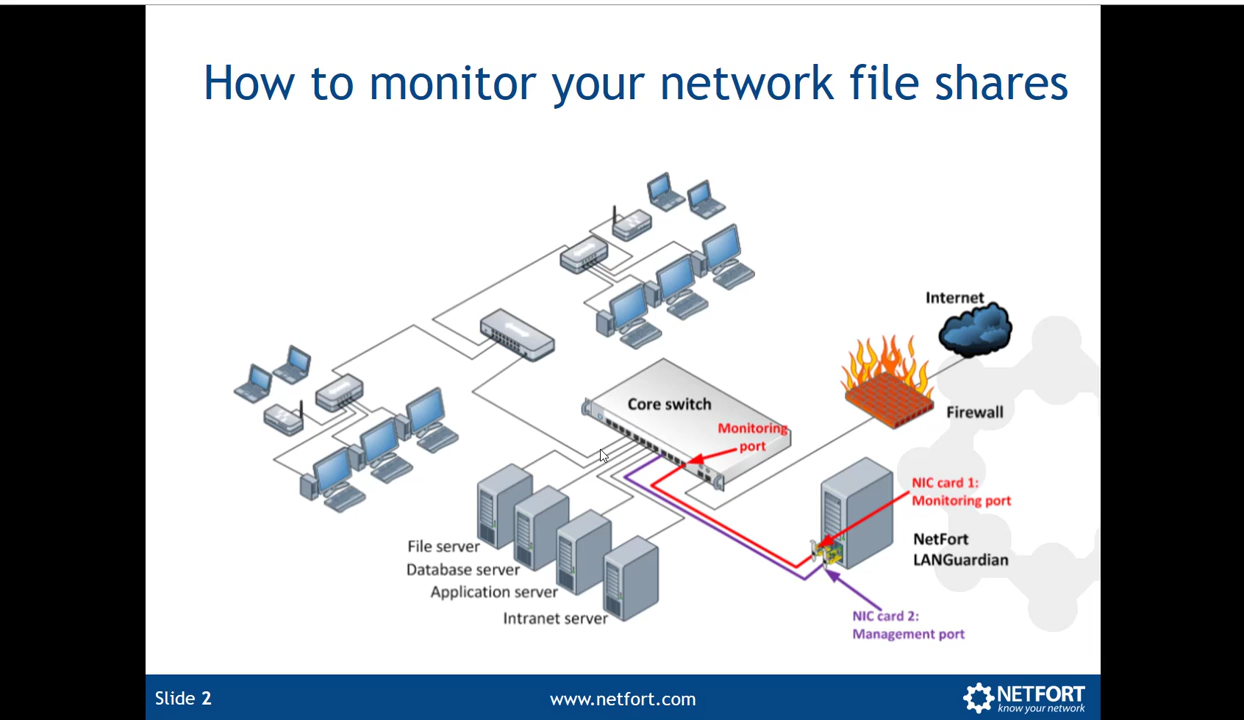 How to monitor your network file shares
Internet
Firewall
Core switch
Monitoring
port
NIC card 1:
Monitoring port
NetFort
LANGuardian
File server
Database server
Application server
Intranet server
NIC card 2:
Management port
Slide 2
www.netfort.com
NETFORT
know your network